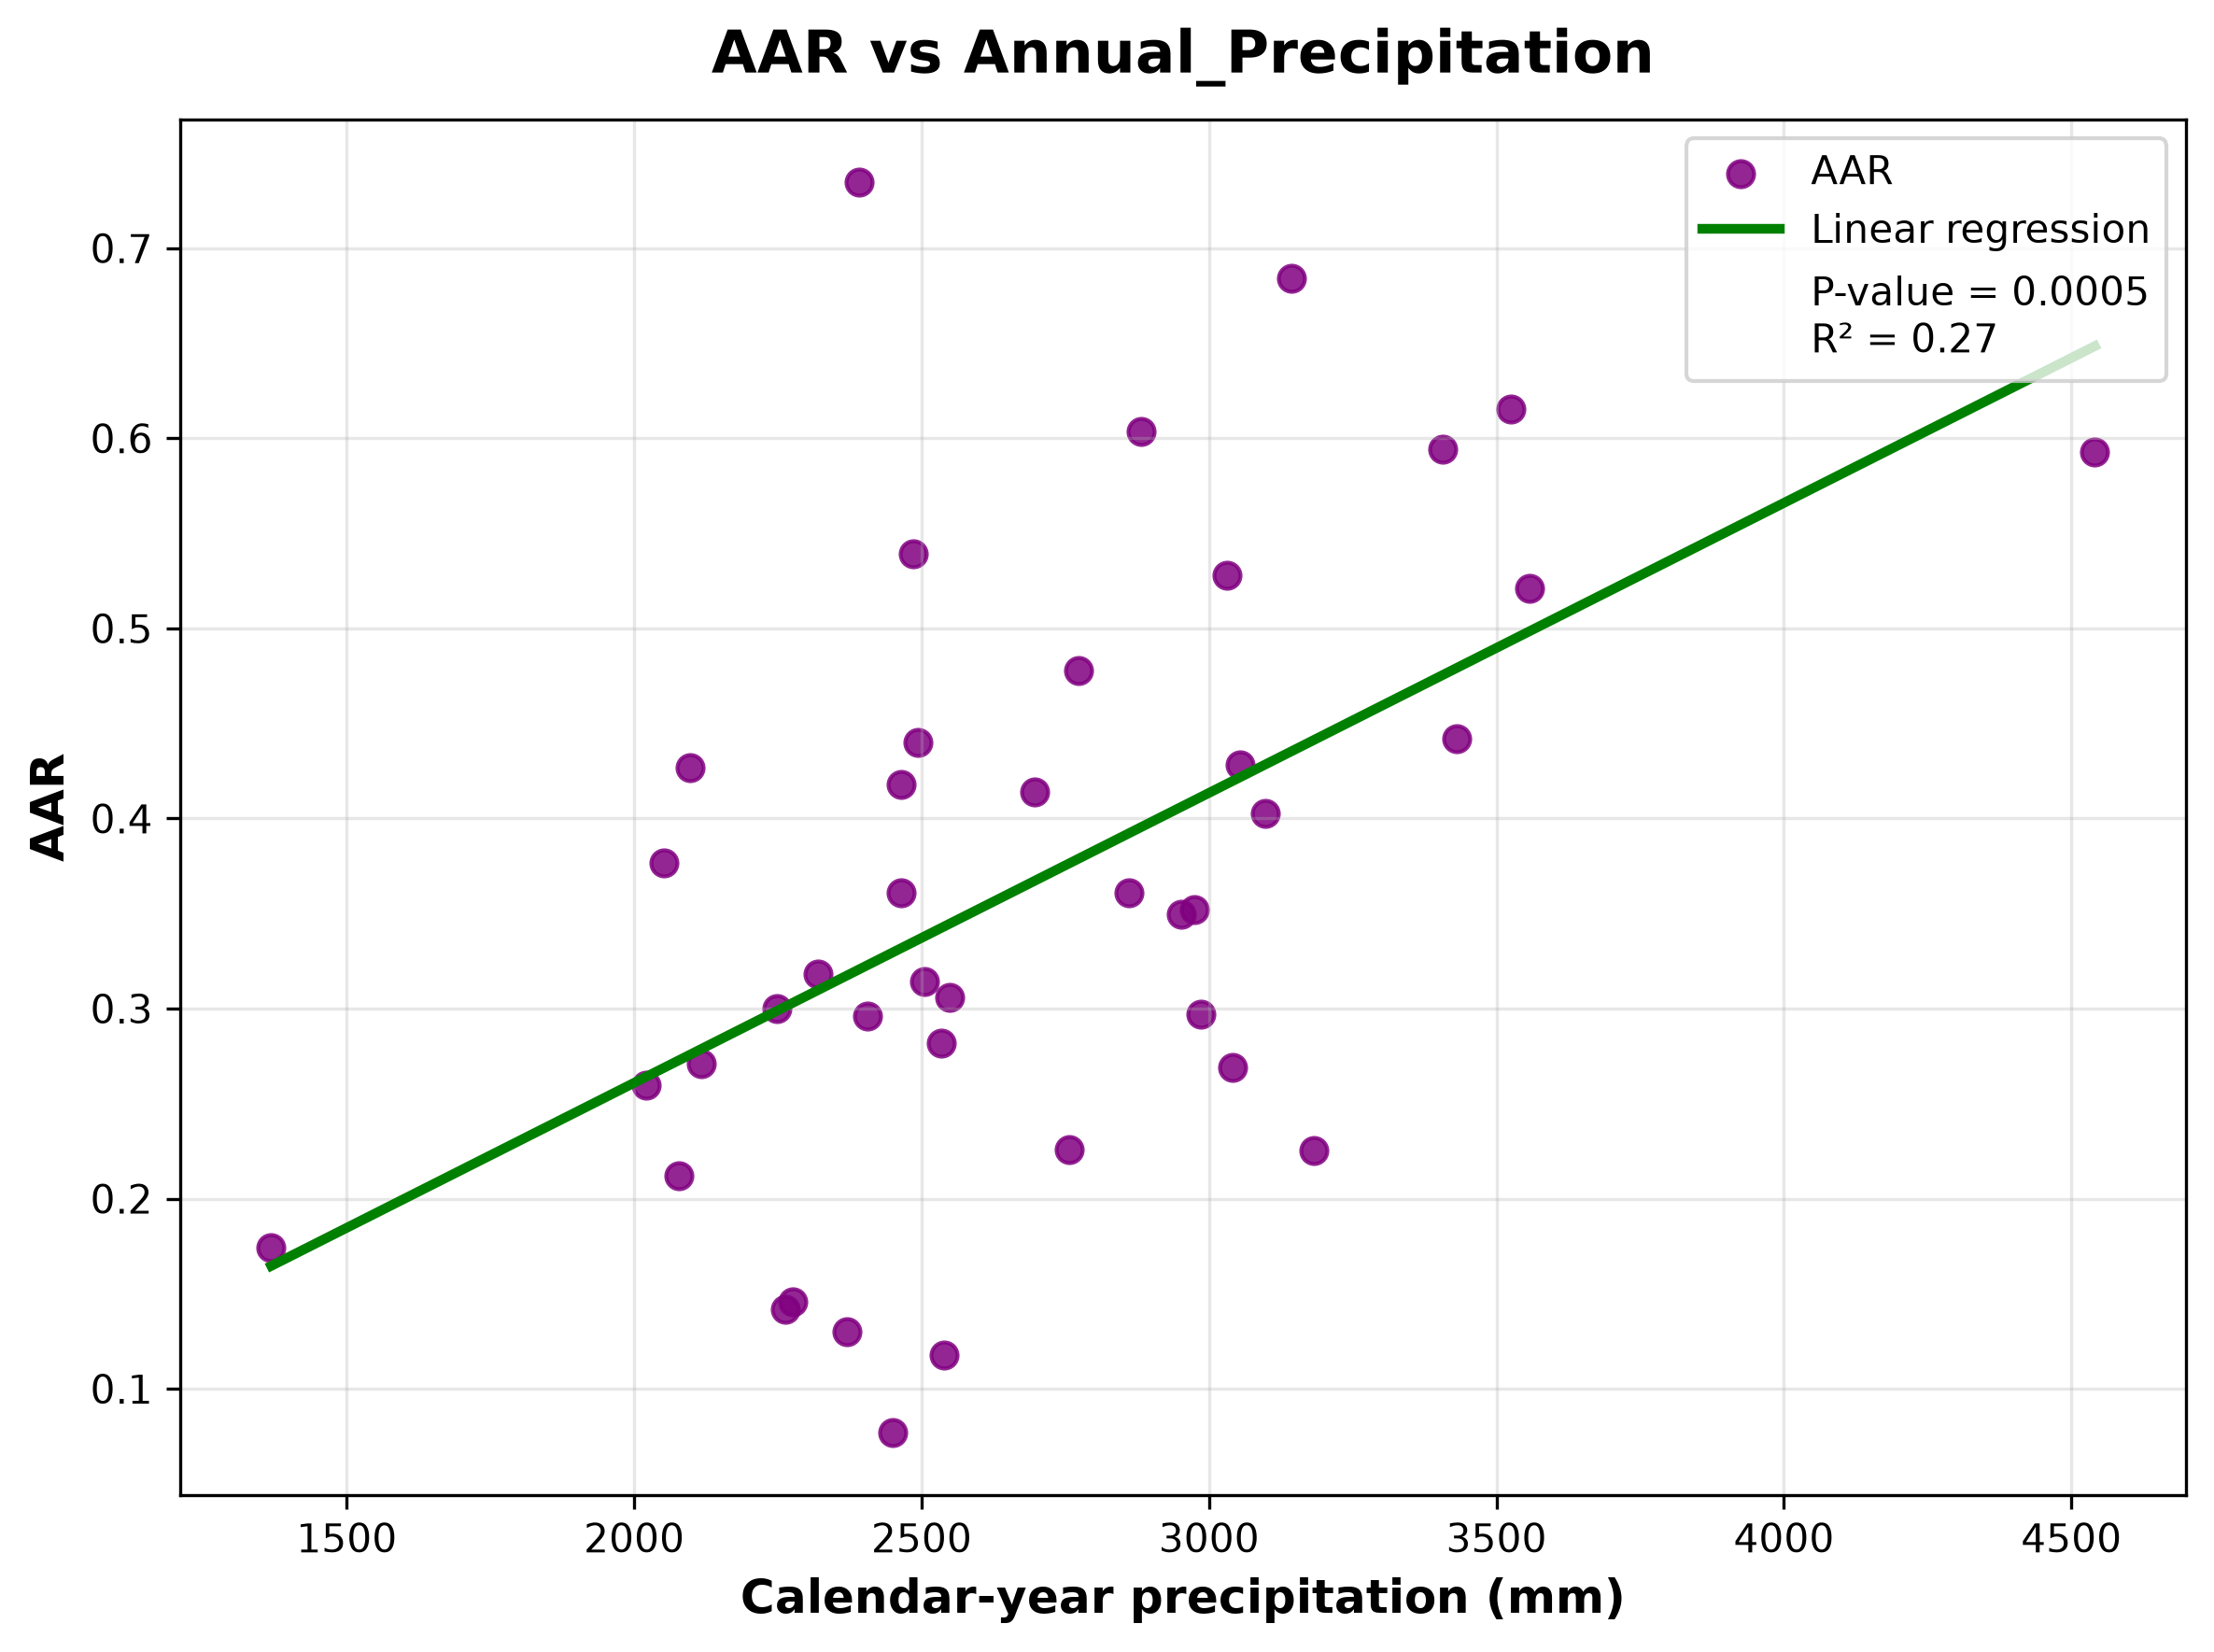 AAR vs Annual_Precipitation
AAR
Linear regression
P-value = 0.0005
R² = 0.27
0.7
0.6
0.5
0.4
0.3
0.2
0.1
AAR
1500 2000 2500 3000 3500 4000 4500
Calendar-year precipitation (mm)